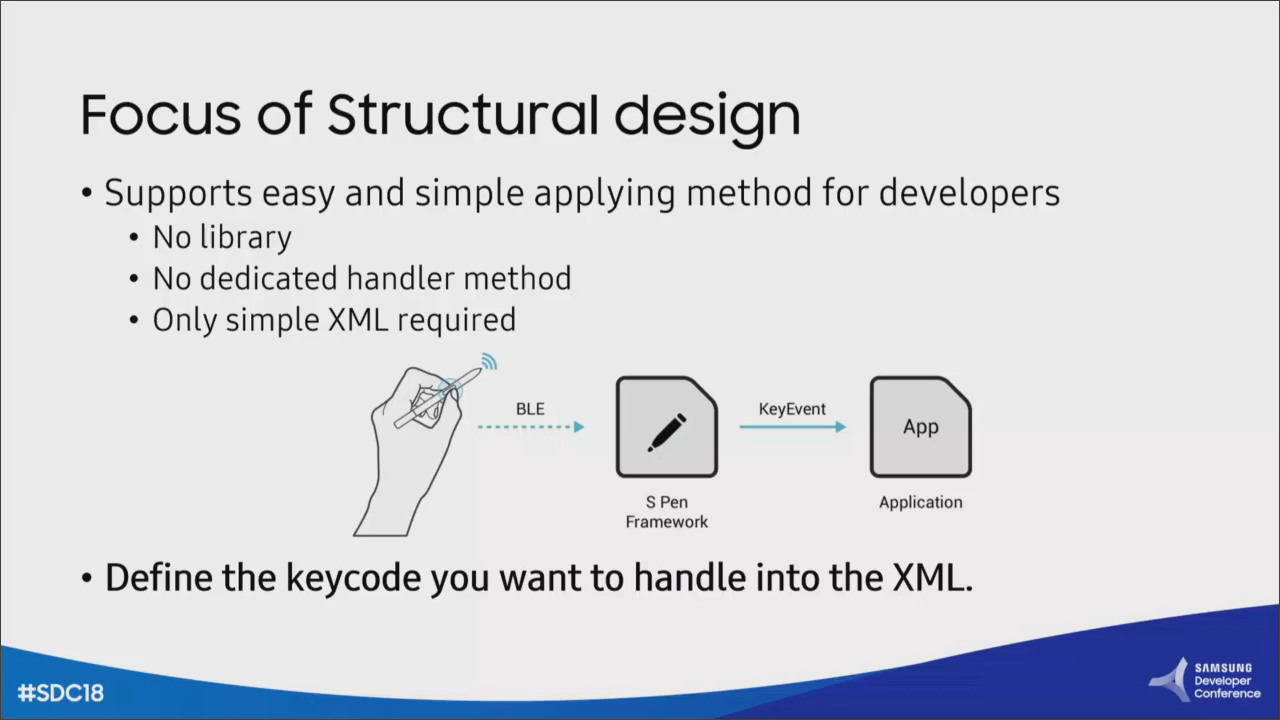 Focus of Structural design
• Supports easy and simple applying method for developers
• No library
• No dedicated handler method
• Only simple XML required
BLE
KeyEvent
App
S Pen
Framework
Application
• Define the keycode you want to handle into the XML.
#SDC18
SAMSUNG
Developer
Conference